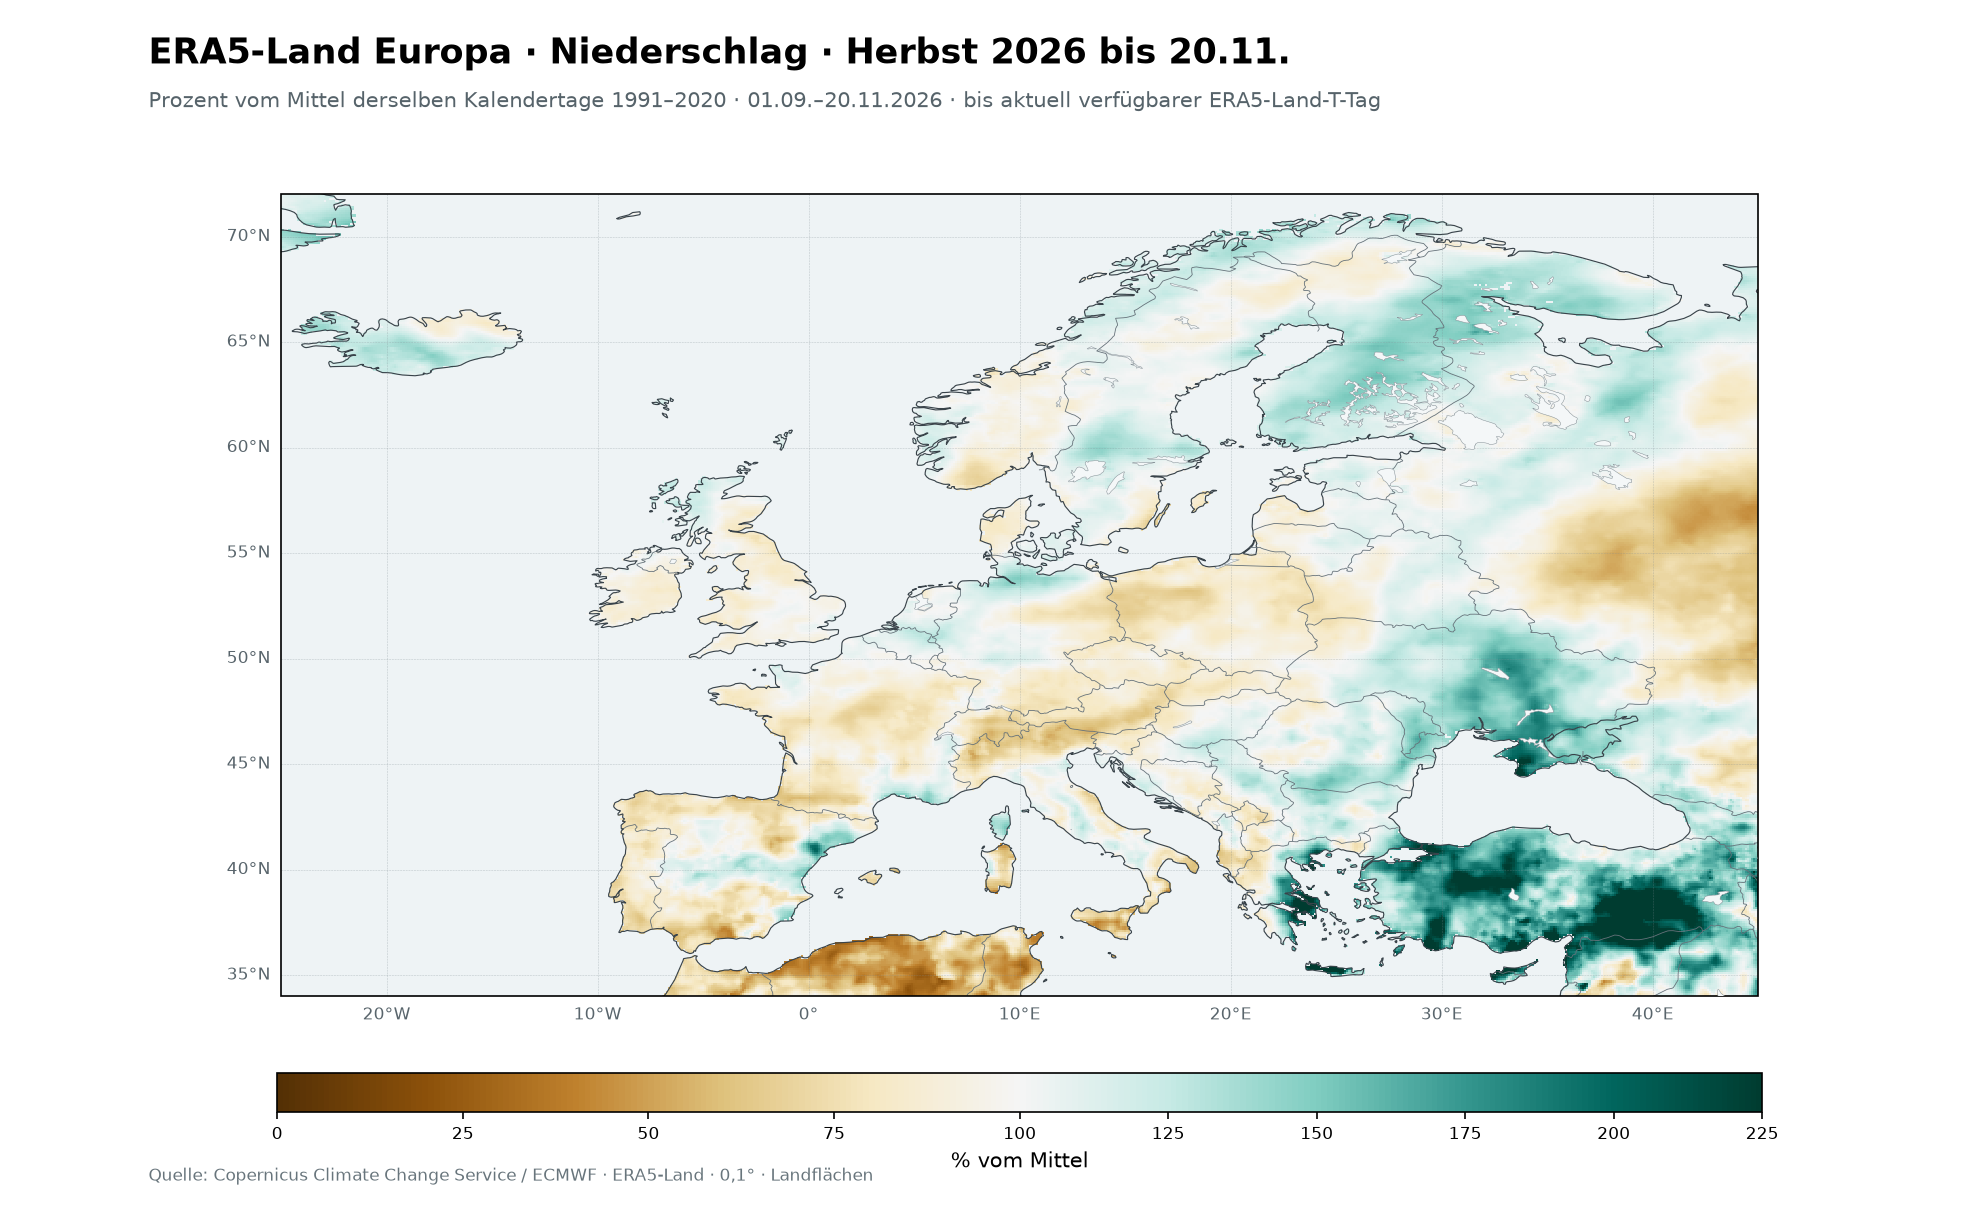 ERA5-Land Europa · Niederschlag · Herbst 2026 bis 20.11.
Prozent vom Mittel derselben Kalendertage 1991–2020 · 01.09.–20.11.2026 · bis aktuell verfügbarer ERA5-Land-T-Tag
70°N
65°N
60°N
55°N
50°N
45°N
40°N
35°N
20°W 10°W 0° 10°E 20°E 30°E 40°E
0 25 50 75 100 125 150 175 200 225
% vom Mittel
Quelle: Copernicus Climate Change Service / ECMWF · ERA5-Land · 0,1° · Landflächen